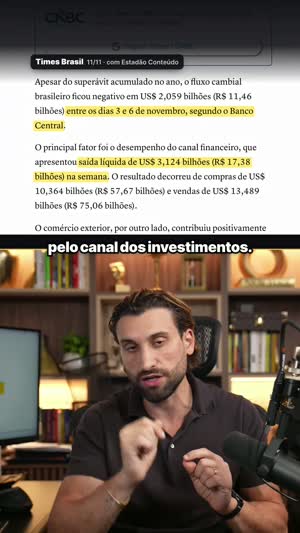 CNBC
Times Brasil 11/11 · com Estadão Conteúdo
Apesar do superávit acumulado no ano, o fluxo cambial
brasileiro ficou negativo em US$ 2,059 bilhões (R$ 11,46
bilhões) entre os dias 3 e 6 de novembro, segundo o Banco
Central.
O principal fator foi o desempenho do canal financeiro, que
apresentou saída líquida de US$ 3,124 bilhões (R$ 17,38
bilhões) na semana. O resultado decorreu de compras de US$
10,364 bilhões (R$ 57,67 bilhões) e vendas de US$ 13,489
bilhões (R$ 75,06 bilhões).
O comércio exterior, por outro lado, contribuiu positivamente
pelo canal dos investimentos.